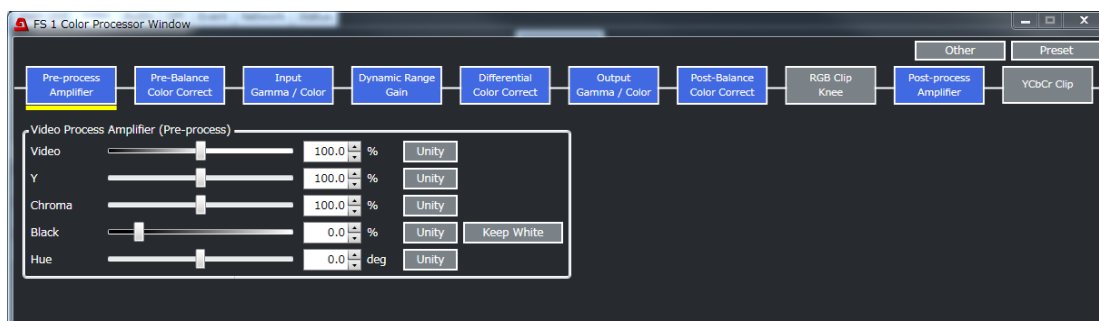 FS 1 Color Processor Window
Other Preset
Pre-process Amplifier
Pre-Balance Color Correct
Input Gamma / Color
Dynamic Range Gain
Differential Color Correct
Output Gamma / Color
Post-Balance Color Correct
RGB Clip Knee
Post-process Amplifier
YCbCr Clip
Video Process Amplifier (Pre-process)
Video 100.0 % Unity
Y 100.0 % Unity
Chroma 100.0 % Unity
Black 0.0 % Unity Keep White
Hue 0.0 deg Unity